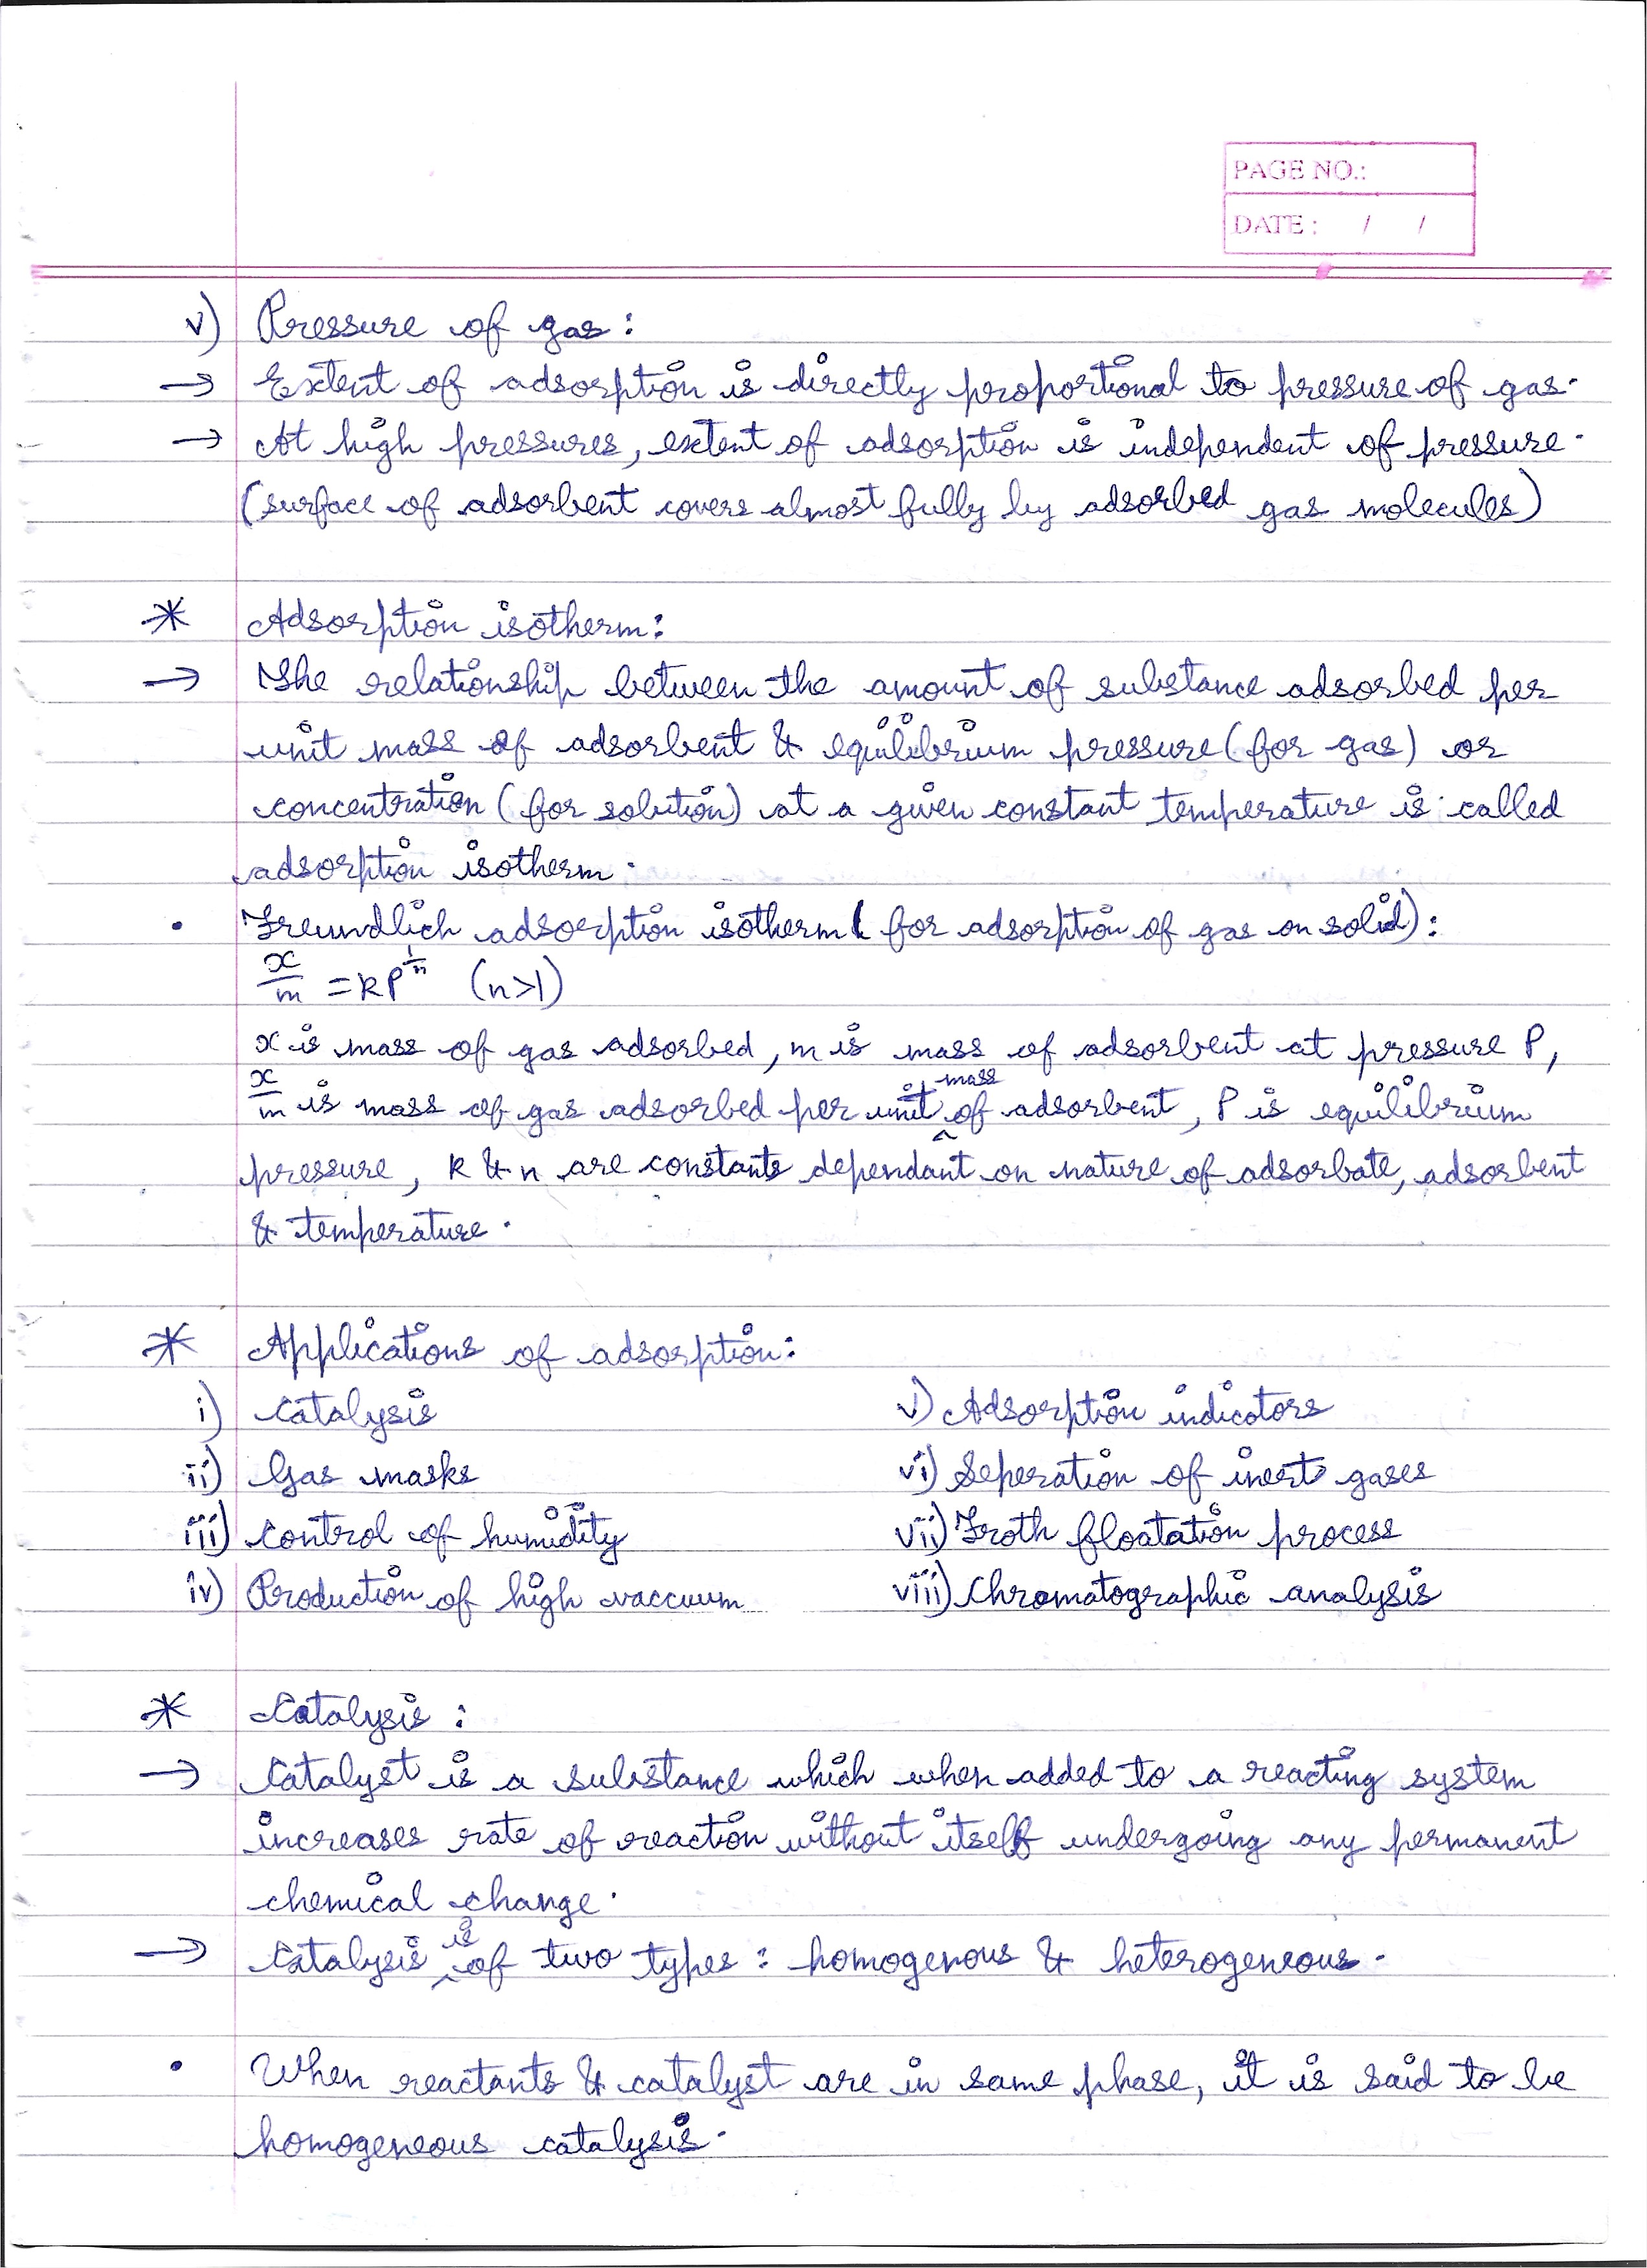 PAGE NO.:
DATE : / /
v) Pressure of gas :
→ Extent of adsorption is directly proportional to pressure of gas.
→ At high pressures, extent of adsorption is independent of pressure.
(surface of adsorbent covers almost fully by adsorbed gas molecules)
* Adsorption isotherm:
→ The relationship between the amount of substance adsorbed per
unit mass of adsorbent & equilibrium pressure (for gas) or
concentration (for solution) at a given constant temperature is called
adsorption isotherm.
• Freundlich adsorption isotherm ( for adsorption of gas on solid) :
x/m = kP^1/n (n>1)
x is mass of gas adsorbed, m is mass of adsorbent at pressure P,
x/m is mass of gas adsorbed per unit mass of adsorbent, P is equilibrium
pressure, k & n are constants dependant on nature of adsorbate, adsorbent
& temperature.
* Applications of adsorption:
i) Catalysis v) Adsorption indicators
ii) Gas masks vi) Seperation of inert gases
iii) Control of humidity vii) Froth floatation process
iv) Production of high vaccuum viii) Chromatographic analysis
* Catalysis :
→ Catalyst is a substance which when added to a reacting system
increases rate of reaction without itself undergoing any permanent
chemical change.
→ Catalysis is of two types : homogenous & heterogeneous.
• When reactants & catalyst are in same phase, it is said to be
homogeneous catalysis.